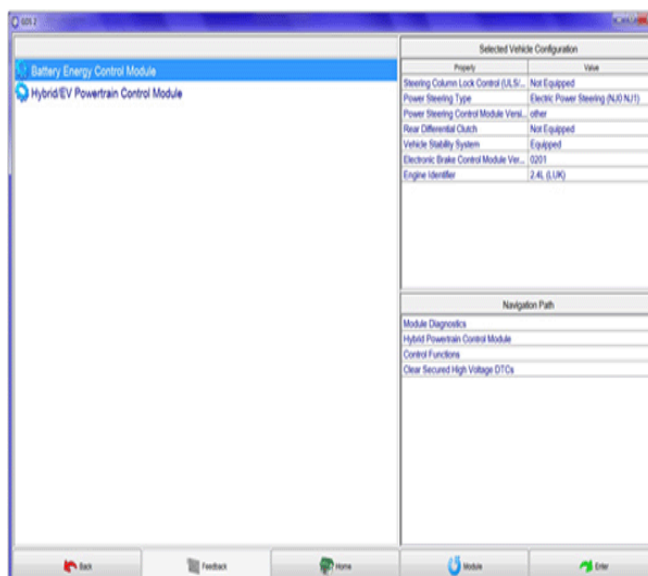 GDS 2
Battery Energy Control Module
Hybrid/EV Powertrain Control Module
Selected Vehicle Configuration
Property Value
Steering Column Lock Control (ULS/... Not Equipped
Power Steering Type Electric Power Steering (NJ0 NJ1)
Power Steering Control Module Versi... other
Rear Differential Clutch Not Equipped
Vehicle Stability System Equipped
Electronic Brake Control Module Ver... 0201
Engine Identifier 2.4L (LUK)
Navigation Path
Module Diagnostics
Hybrid Powertrain Control Module
Control Functions
Clear Secured High Voltage DTCs
Back Feedback Home Module Enter